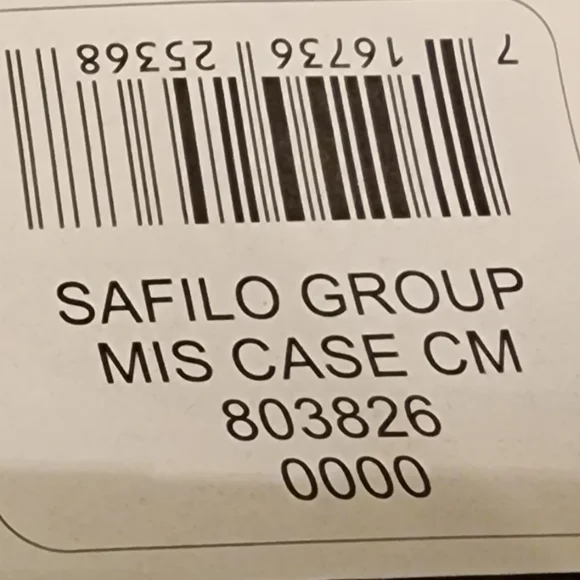 7 16736 25368
SAFILO GROUP
MIS CASE CM
803826
0000